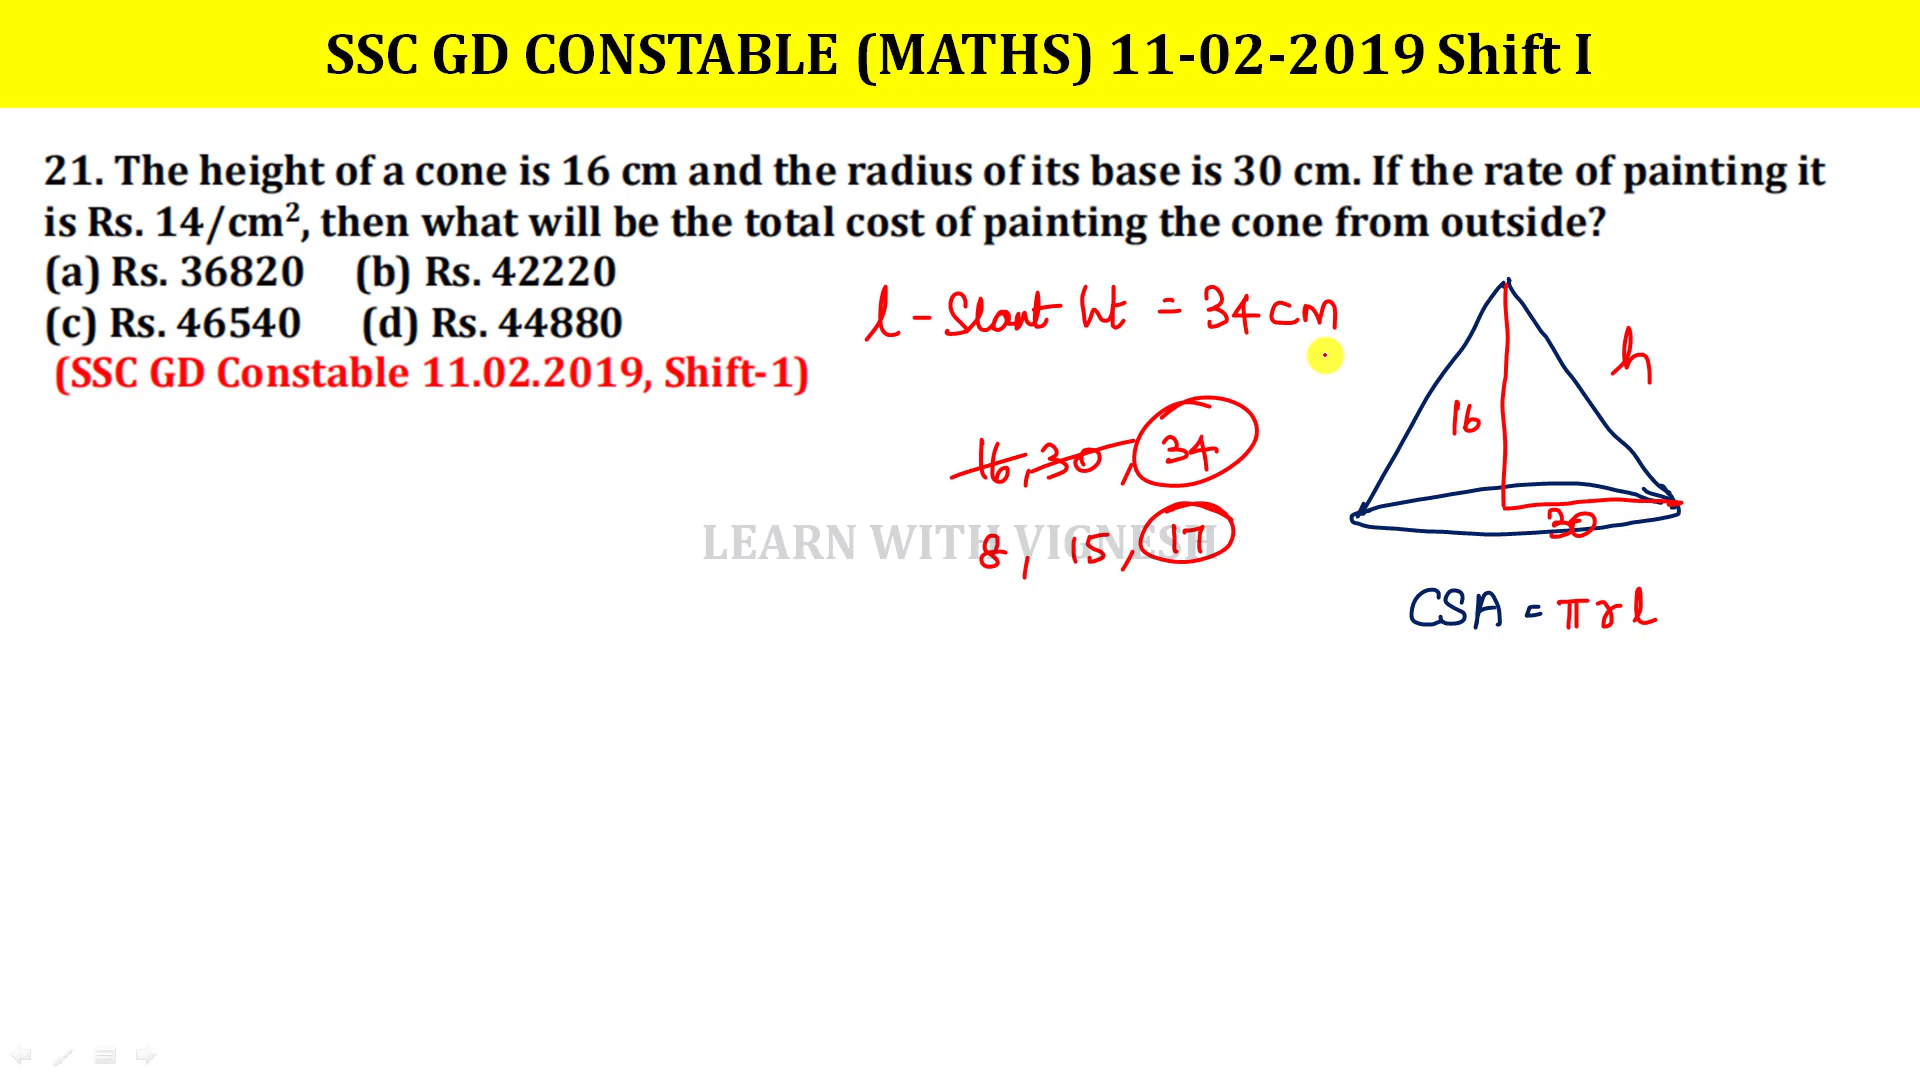 SSC GD CONSTABLE (MATHS) 11-02-2019 Shift I
21. The height of a cone is 16 cm and the radius of its base is 30 cm. If the rate of painting it
is Rs. 14/cm², then what will be the total cost of painting the cone from outside?
(a) Rs. 36820 (b) Rs. 42220
(c) Rs. 46540 (d) Rs. 44880
(SSC GD Constable 11.02.2019, Shift-1)
l - Slant ht = 34 cm
h
16
16, 30, 34
30
LEARN WITH VIGNESH
8, 15, 17
CSA = πrl